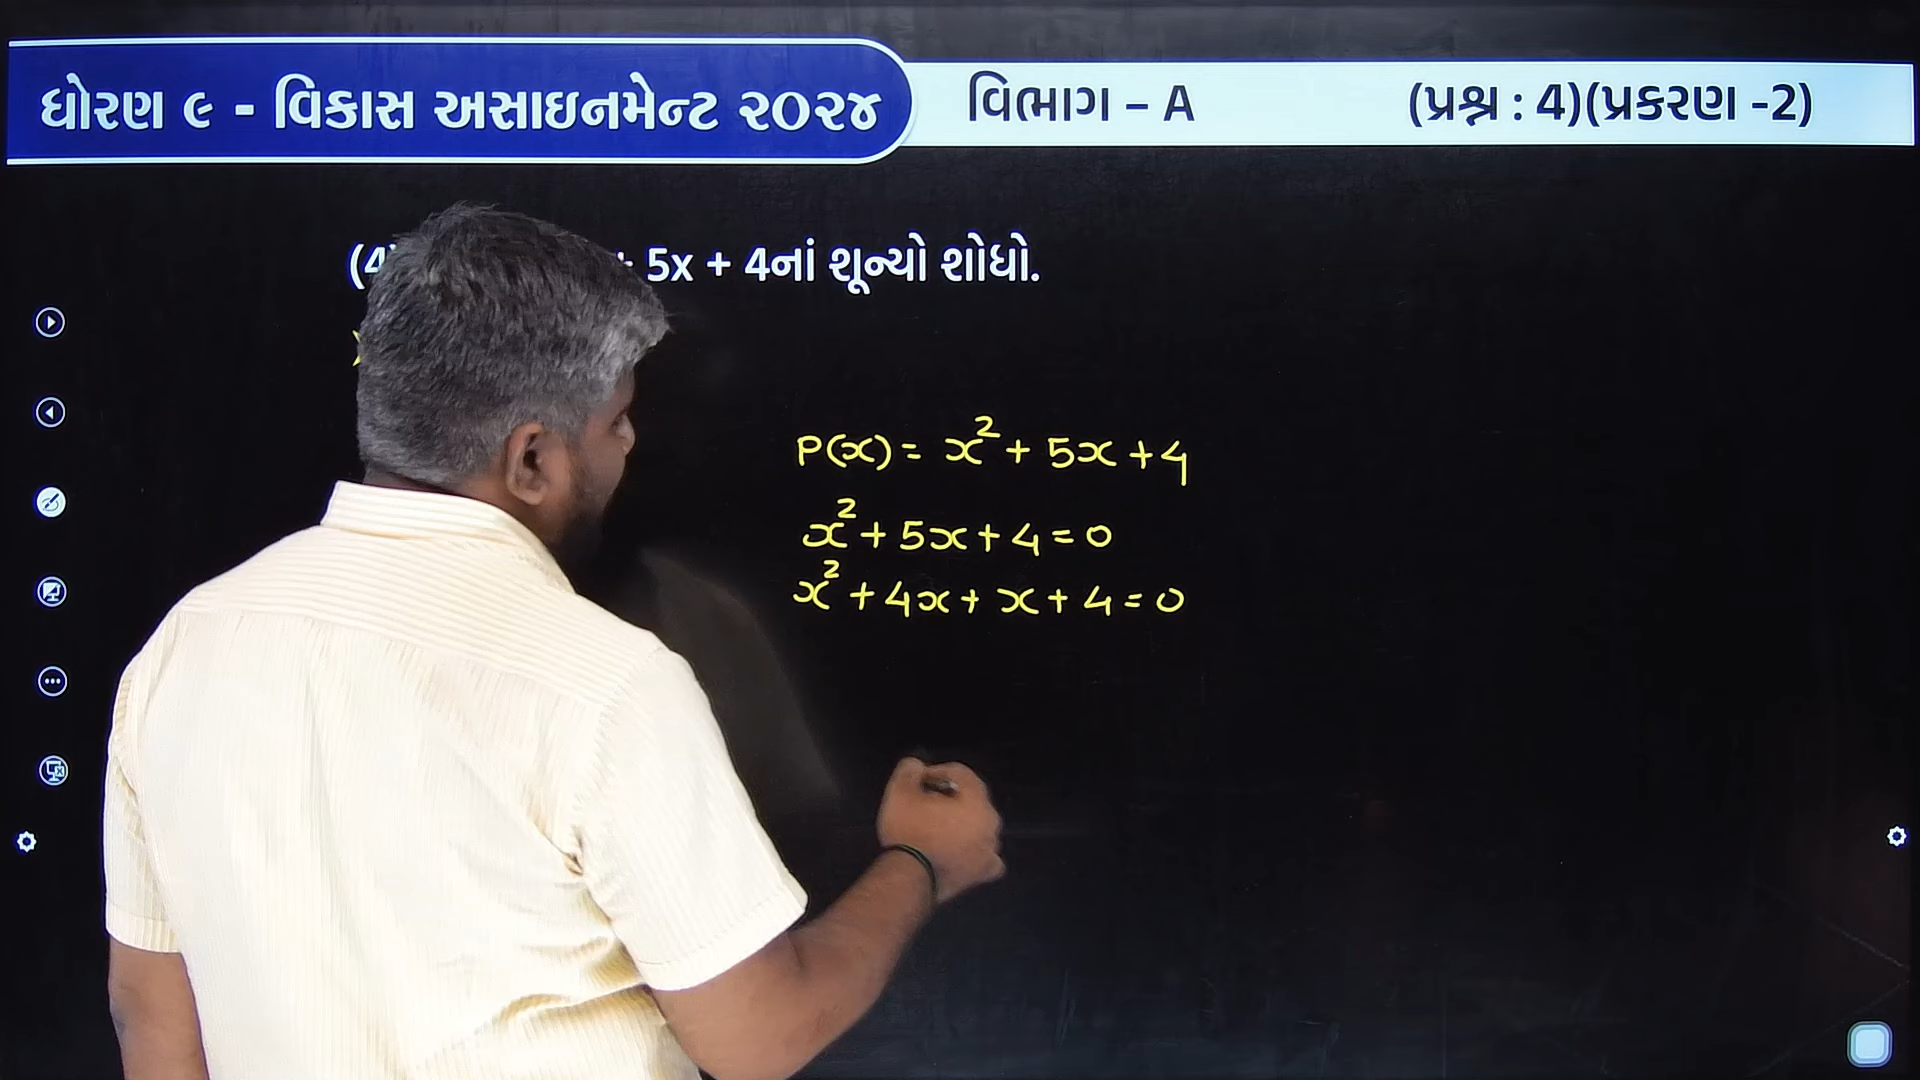 ધોરણ ૯ - વિકાસ અસાઇનમેન્ટ ૨૦૨૪
વિભાગ – A
(પ્રશ્ન : 4)(પ્રકરણ -2)
(4 5x + 4નાં શૂન્યો શોધો.
P(x) = x² + 5x + 4
x² + 5x + 4 = 0
x² + 4x + x + 4 = 0